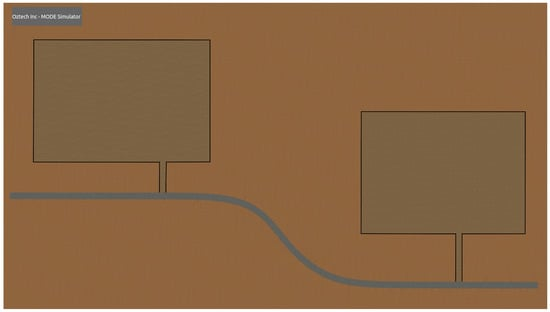 Oztech Inc - MODE Simulator